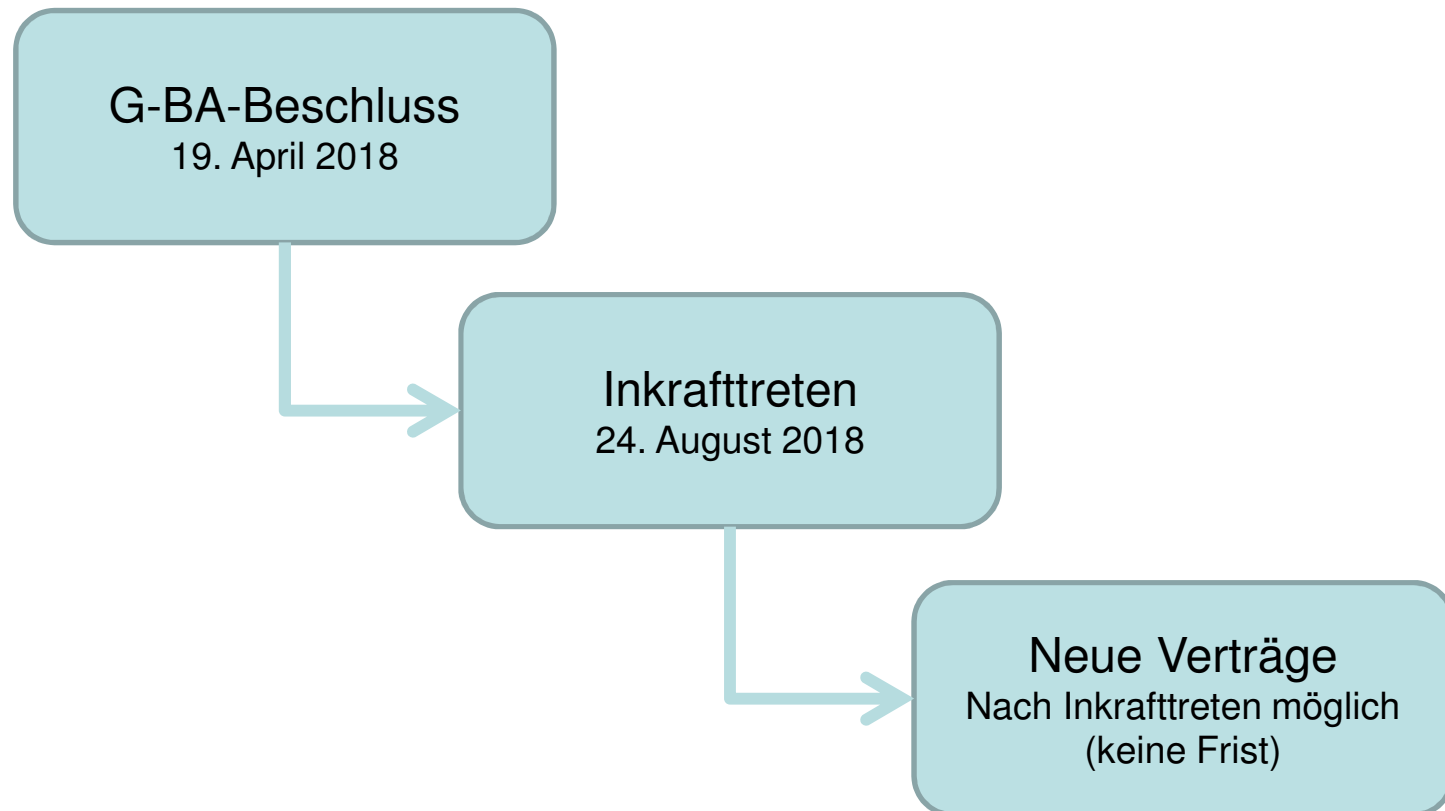 G-BA-Beschluss
19. April 2018
Inkrafttreten
24. August 2018
Neue Verträge
Nach Inkrafttreten möglich
(keine Frist)